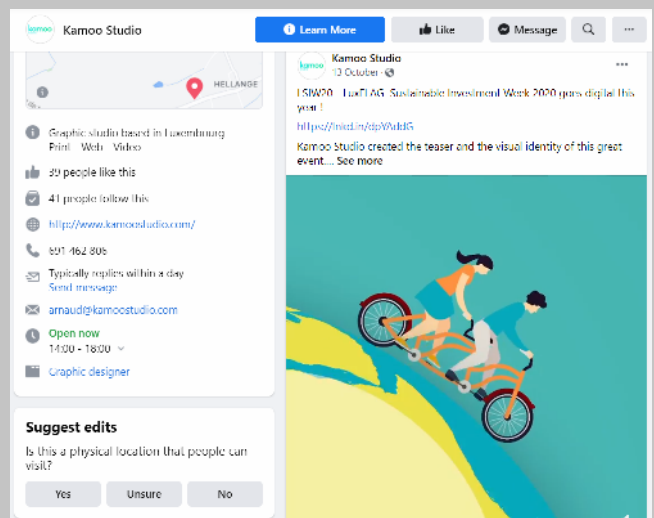 kamoo
Kamoo Studio
Learn More
Like
Message
HELLANGE
Graphic studio based in Luxembourg
Print Web Video
39 people like this
41 people follow this
http://www.kamoostudio.com/
691 462 806
Typically replies within a day
Send message
arnaud@kamoostudio.com
Open now
14:00 - 18:00
Graphic designer
Suggest edits
Is this a physical location that people can
visit?
Yes
Unsure
No
kamoo
Kamoo Studio
13 October
LSIW20 LuxFLAG Sustainable Investment Week 2020 goes digital this
year !
https://lnkd.in/dpYAddG
Kamoo Studio created the teaser and the visual identity of this great
event.... See more